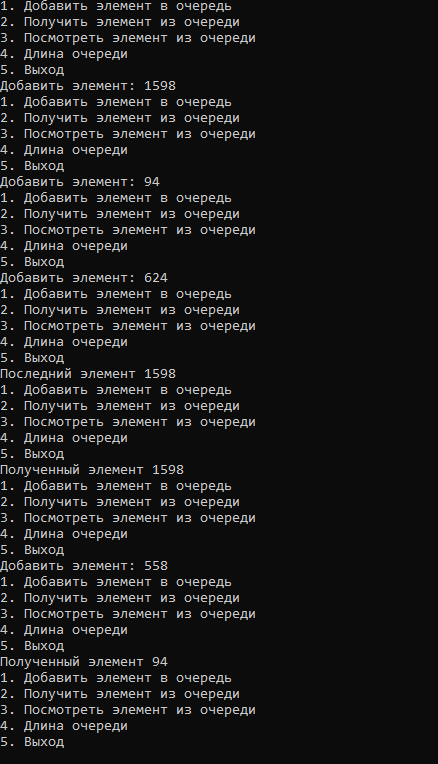 1. Добавить элемент в очередь
2. Получить элемент из очереди
3. Посмотреть элемент из очереди
4. Длина очереди
5. Выход
Добавить элемент: 1598
1. Добавить элемент в очередь
2. Получить элемент из очереди
3. Посмотреть элемент из очереди
4. Длина очереди
5. Выход
Добавить элемент: 94
1. Добавить элемент в очередь
2. Получить элемент из очереди
3. Посмотреть элемент из очереди
4. Длина очереди
5. Выход
Добавить элемент: 624
1. Добавить элемент в очередь
2. Получить элемент из очереди
3. Посмотреть элемент из очереди
4. Длина очереди
5. Выход
Последний элемент 1598
1. Добавить элемент в очередь
2. Получить элемент из очереди
3. Посмотреть элемент из очереди
4. Длина очереди
5. Выход
Полученный элемент 1598
1. Добавить элемент в очередь
2. Получить элемент из очереди
3. Посмотреть элемент из очереди
4. Длина очереди
5. Выход
Добавить элемент: 558
1. Добавить элемент в очередь
2. Получить элемент из очереди
3. Посмотреть элемент из очереди
4. Длина очереди
5. Выход
Полученный элемент 94
1. Добавить элемент в очередь
2. Получить элемент из очереди
3. Посмотреть элемент из очереди
4. Длина очереди
5. Выход